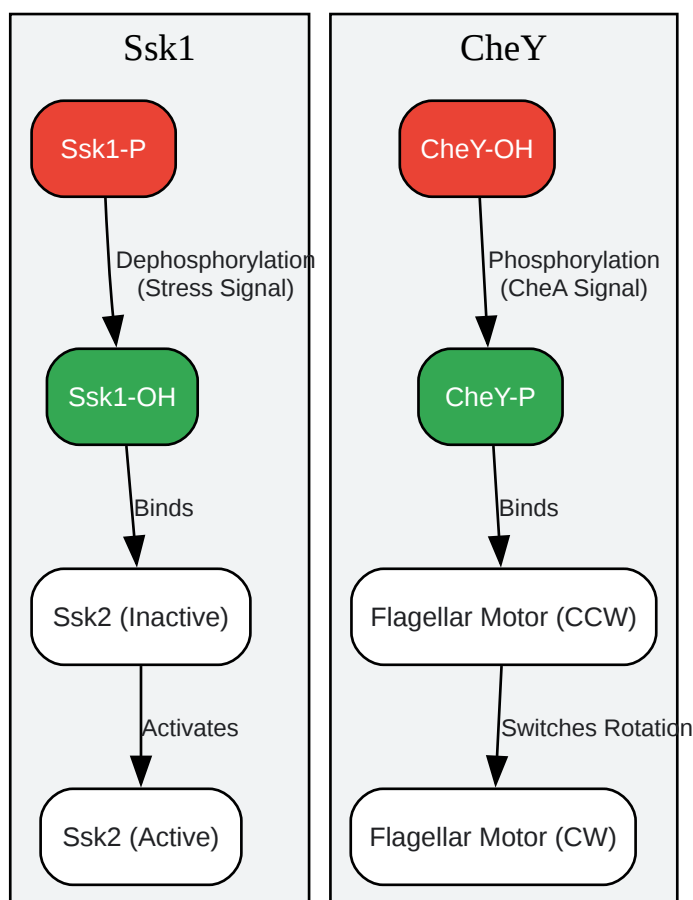 Ssk1
Ssk1-P
Dephosphorylation
(Stress Signal)
Ssk1-OH
Binds
Ssk2 (Inactive)
Activates
Ssk2 (Active)
CheY
CheY-OH
Phosphorylation
(CheA Signal)
CheY-P
Binds
Flagellar Motor (CCW)
Switches Rotation
Flagellar Motor (CW)